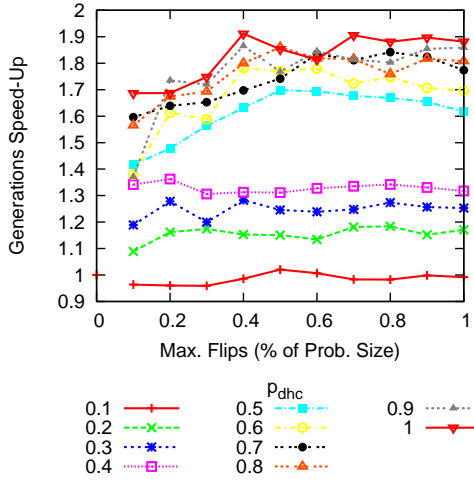 2
1.9
1.8
1.7
1.6
1.5
1.4
1.3
1.2
1.1
1
0.9
Generations Speed-Up
0 0.2 0.4 0.6 0.8 1
Max. Flips (% of Prob. Size)
p_dhc
0.1 0.5 0.9
0.2 0.6 1
0.3 0.7
0.4 0.8